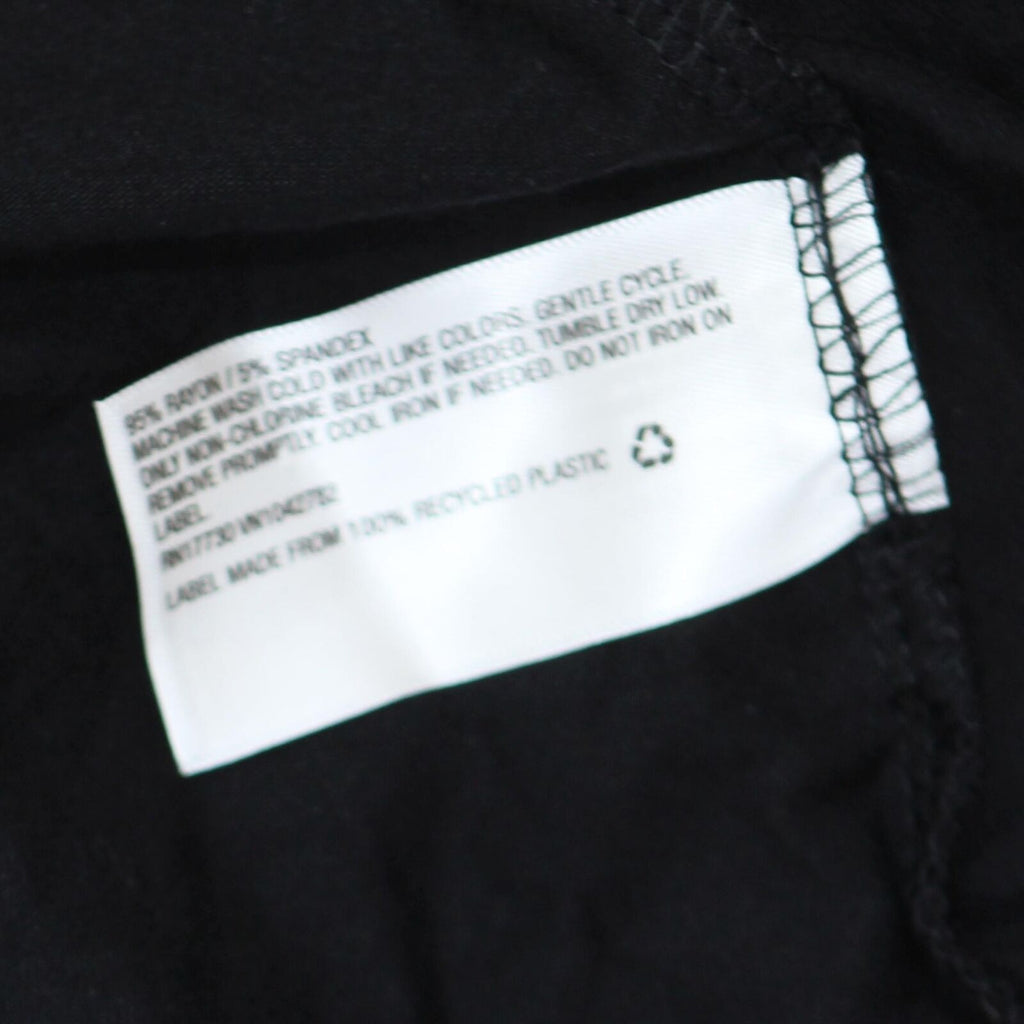 95% RAYON / 5% SPANDEX
MACHINE WASH COLD WITH LIKE COLORS. GENTLE CYCLE.
ONLY NON-CHLORINE BLEACH IF NEEDED. TUMBLE DRY LOW.
REMOVE PROMPTLY. COOL IRON IF NEEDED. DO NOT IRON ON
LABEL.
RN17730 VN1042782
LABEL MADE FROM 100% RECYCLED PLASTIC